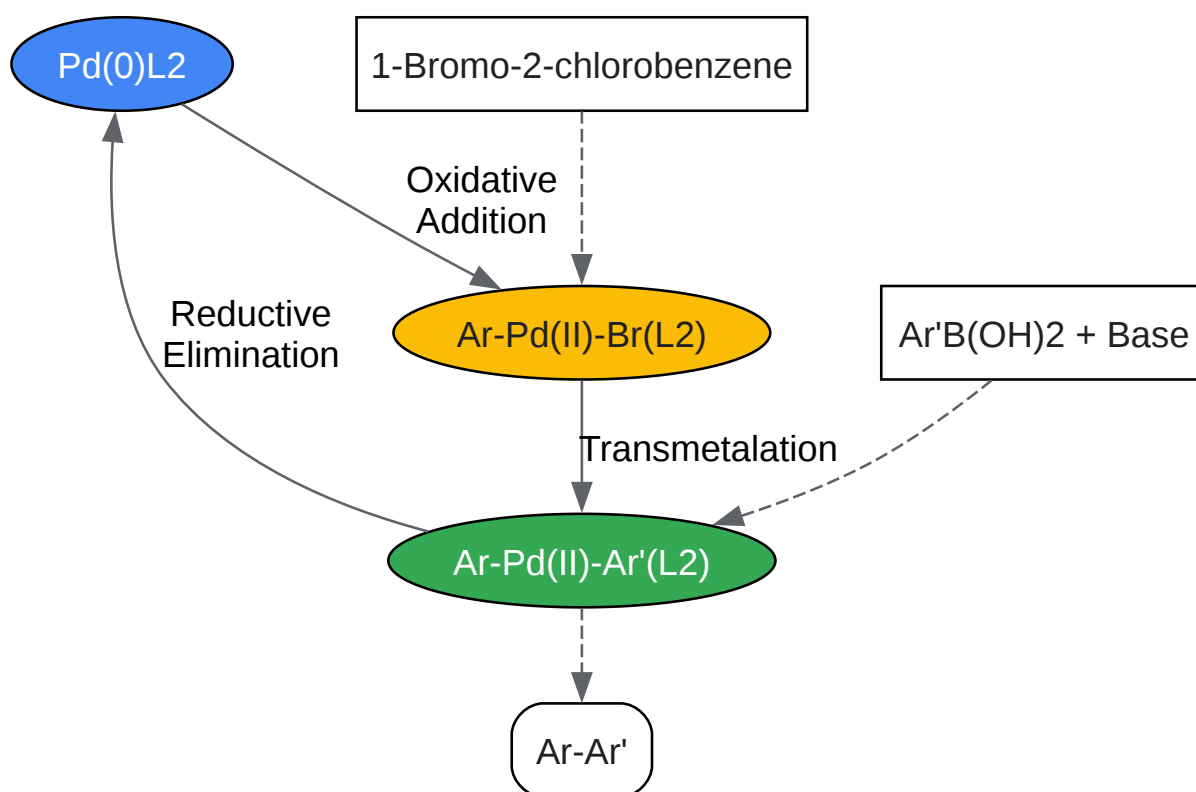 Pd(0)L2
1-Bromo-2-chlorobenzene
Oxidative
Addition
Reductive
Elimination
Ar-Pd(II)-Br(L2)
Ar'B(OH)2 + Base
Transmetalation
Ar-Pd(II)-Ar'(L2)
Ar-Ar'